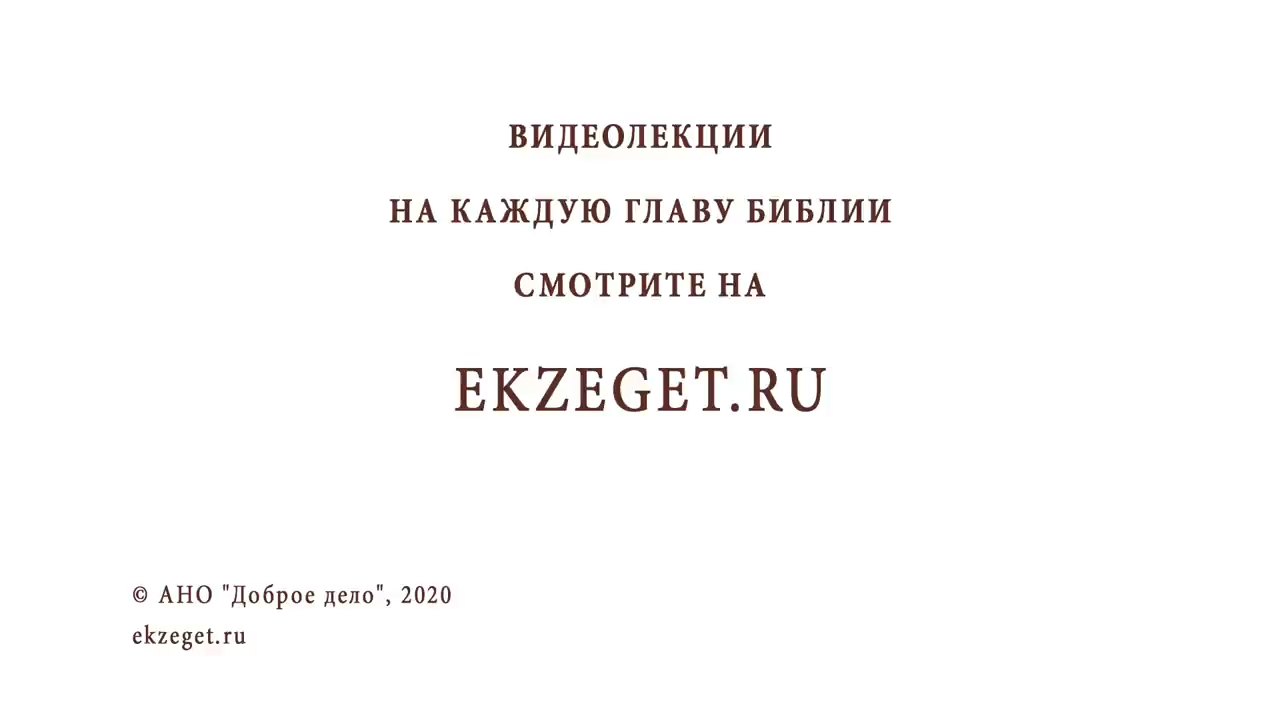 ВИДЕОЛЕКЦИИ
НА КАЖДУЮ ГЛАВУ БИБЛИИ
СМОТРИТЕ НА
EKZEGET.RU
© АНО "Доброе дело", 2020
ekzeget.ru